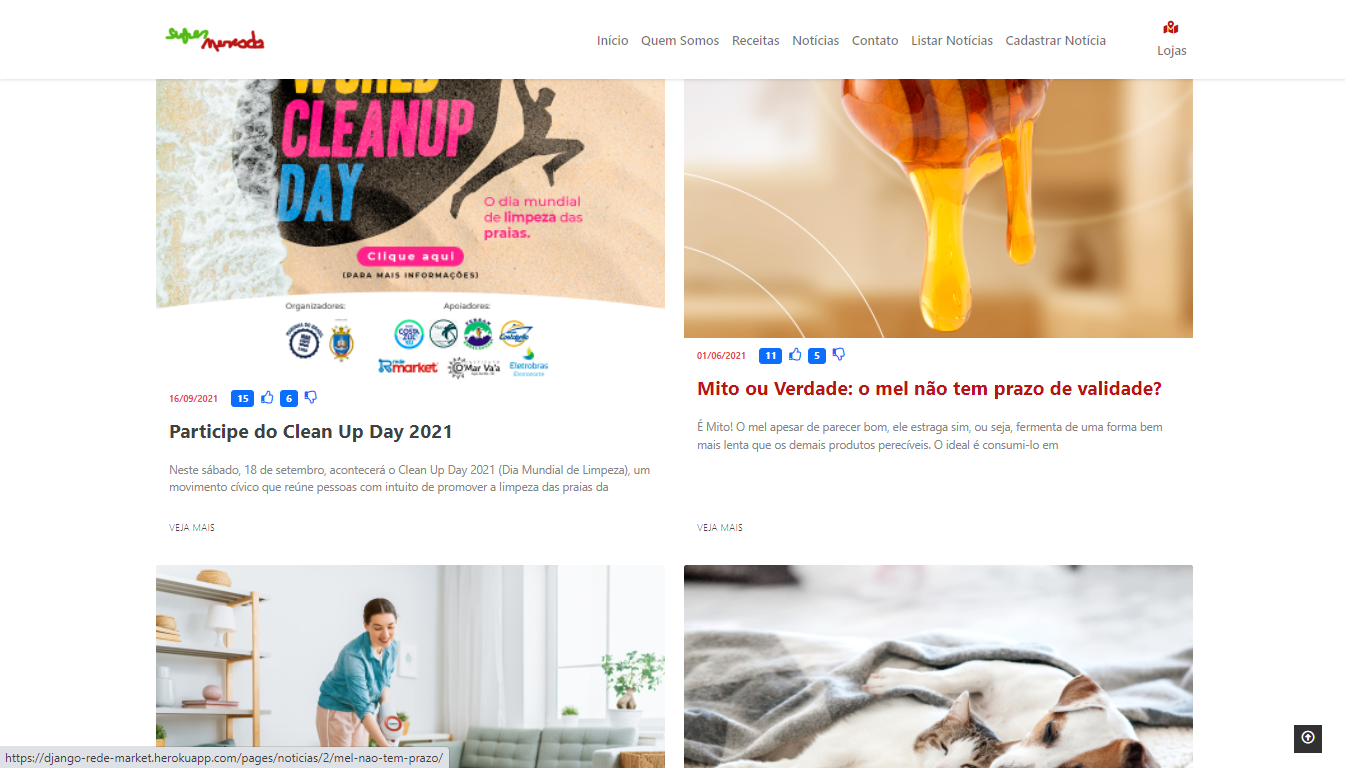 Super
Mercado
Início Quem Somos Receitas Notícias Contato Listar Notícias Cadastrar Notícia
Lojas
WORLD
CLEANUP
DAY
O dia mundial
de limpeza das
praias.
Clique aqui
(PARA MAIS INFORMAÇÕES)
Organizadores: Apoiadores:
COSTA
ZUL
rede
market
O'Mar Va'a
Eletrobras
Eletronorte
16/09/2021 15 6
Participe do Clean Up Day 2021
Neste sábado, 18 de setembro, acontecerá o Clean Up Day 2021 (Dia Mundial de Limpeza), um
movimento cívico que reúne pessoas com intuito de promover a limpeza das praias da
VEJA MAIS
01/06/2021 11 5
Mito ou Verdade: o mel não tem prazo de validade?
É Mito! O mel apesar de parecer bom, ele estraga sim, ou seja, fermenta de uma forma bem
mais lenta que os demais produtos perecíveis. O ideal é consumi-lo em
VEJA MAIS
https://django-rede-market.herokuapp.com/pages/noticias/2/mel-nao-tem-prazo/